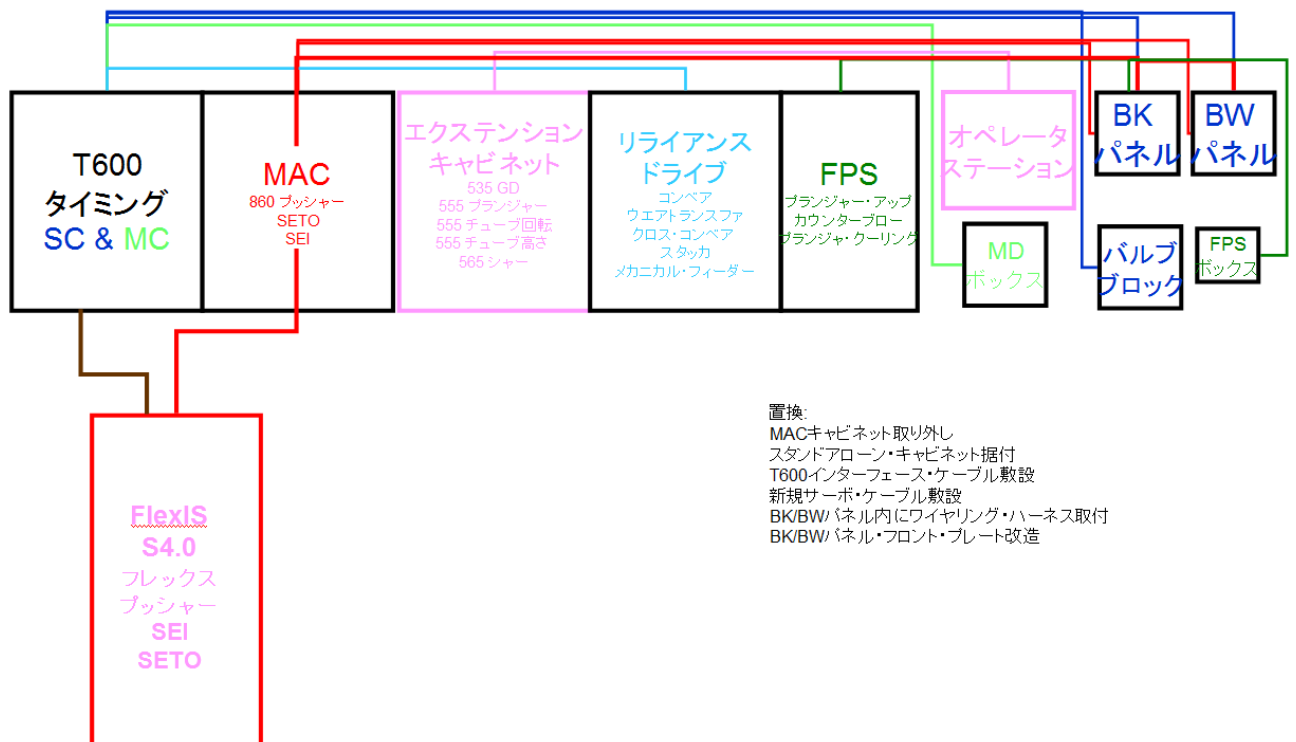 T600
タイミング
SC & MC
MAC
860 プッシャー
SETO
SEI
エクステンション
キャビネット
535 GD
555 プランジャー
555 チューブ回転
555 チューブ高さ
565 シャー
リライアンス
ドライブ
コンベア
ウエアトランスファ
クロス・コンベア
スタッカ
メカニカル・フィーダー
FPS
プランジャー・アップ
カウンターブロー
プランジャ・クーリング
オペレータ
ステーション
BK
パネル
BW
パネル
MD
ボックス
バルブ
ブロック
FPS
ボックス
置換:
MACキャビネット取り外し
スタンドアローン・キャビネット据付
T600インターフェース・ケーブル敷設
新規サーボ・ケーブル敷設
BK/BWパネル内にワイヤリング・ハーネス取付
BK/BWパネル・フロント・プレート改造
FlexIS
S4.0
フレックス
プッシャー
SEI
SETO